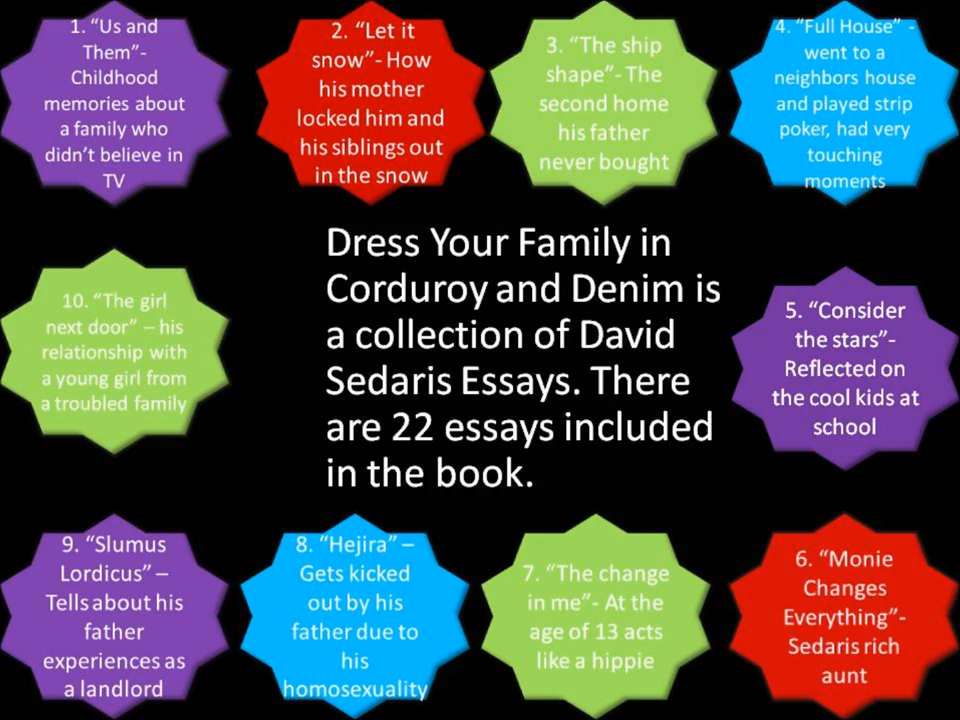 1. “Us and
Them”-
Childhood
memories about
a family who
didn’t believe in
TV
2. “Let it
snow”- How
his mother
locked him and
his siblings out
in the snow
3. “The ship
shape”- The
second home
his father
never bought
4. “Full House” -
went to a
neighbors house
and played strip
poker, had very
touching
moments
Dress Your Family in
Corduroy and Denim is
a collection of David
Sedaris Essays. There
are 22 essays included
in the book.
5. “Consider
the stars”-
Reflected on
the cool kids at
school
6. “Monie
Changes
Everything”-
Sedaris rich
aunt
7. “The change
in me”- At the
age of 13 acts
like a hippie
8. “Hejira” –
Gets kicked
out by his
father due to
his
homosexuality
9. “Slumus
Lordicus” –
Tells about his
father
experiences as
a landlord
10. “The girl
next door” – his
relationship with
a young girl from
a troubled family